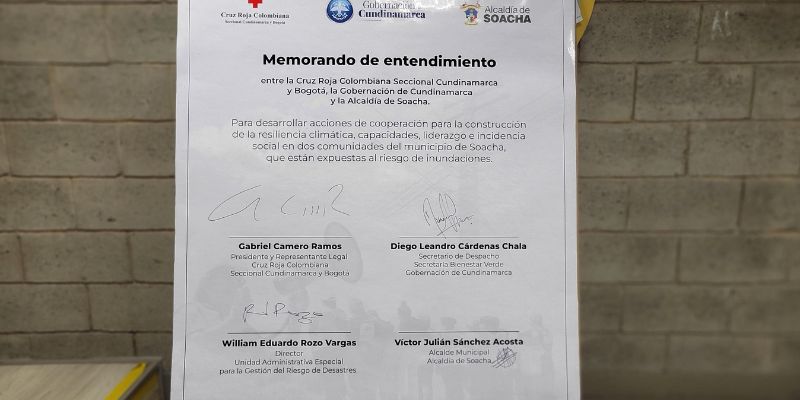 Cruz Roja Colombiana
Seccional Cundinamarca y Bogotá
Gobernación
Cundinamarca
Alcaldía de
SOACHA
Memorando de entendimiento
entre la Cruz Roja Colombiana Seccional Cundinamarca
y Bogotá, la Gobernación de Cundinamarca
y la Alcaldía de Soacha.
Para desarrollar acciones de cooperación para la construcción
de la resiliencia climática, capacidades, liderazgo e incidencia
social en dos comunidades del municipio de Soacha,
que están expuestas al riesgo de inundaciones.
Gabriel Camero Ramos
Presidente y Representante Legal
Cruz Roja Colombiana
Seccional Cundinamarca y Bogotá
Diego Leandro Cárdenas Chala
Secretario de Despacho
Secretaría Bienestar Verde
Gobernación de Cundinamarca
William Eduardo Rozo Vargas
Director
Unidad Administrativa Especial
para la Gestión del Riesgo de Desastres
Víctor Julián Sánchez Acosta
Alcalde Municipal
Alcaldía de Soacha